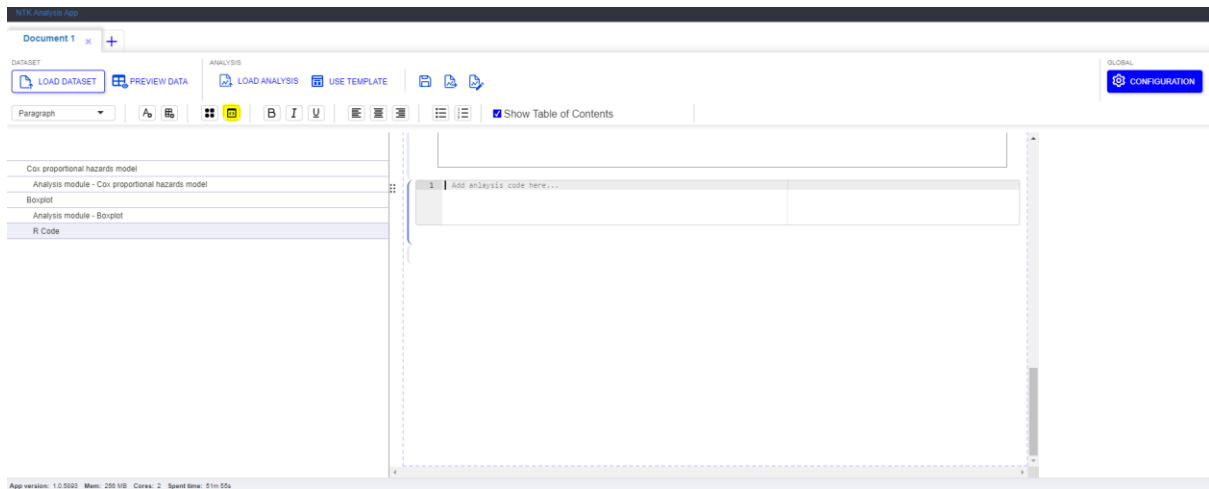 NTK Analysis App
Document 1 × +
DATASET ANALYSIS GLOBAL
LOAD DATASET PREVIEW DATA LOAD ANALYSIS USE TEMPLATE CONFIGURATION
Paragraph B I U Show Table of Contents
Cox proportional hazards model
Analysis module - Cox proportional hazards model
Boxplot
Analysis module - Boxplot
R Code
1 Add anlaysis code here...
App version: 1.0.5893 Mem: 256 MB Cores: 2 Spent time: 51m 55s